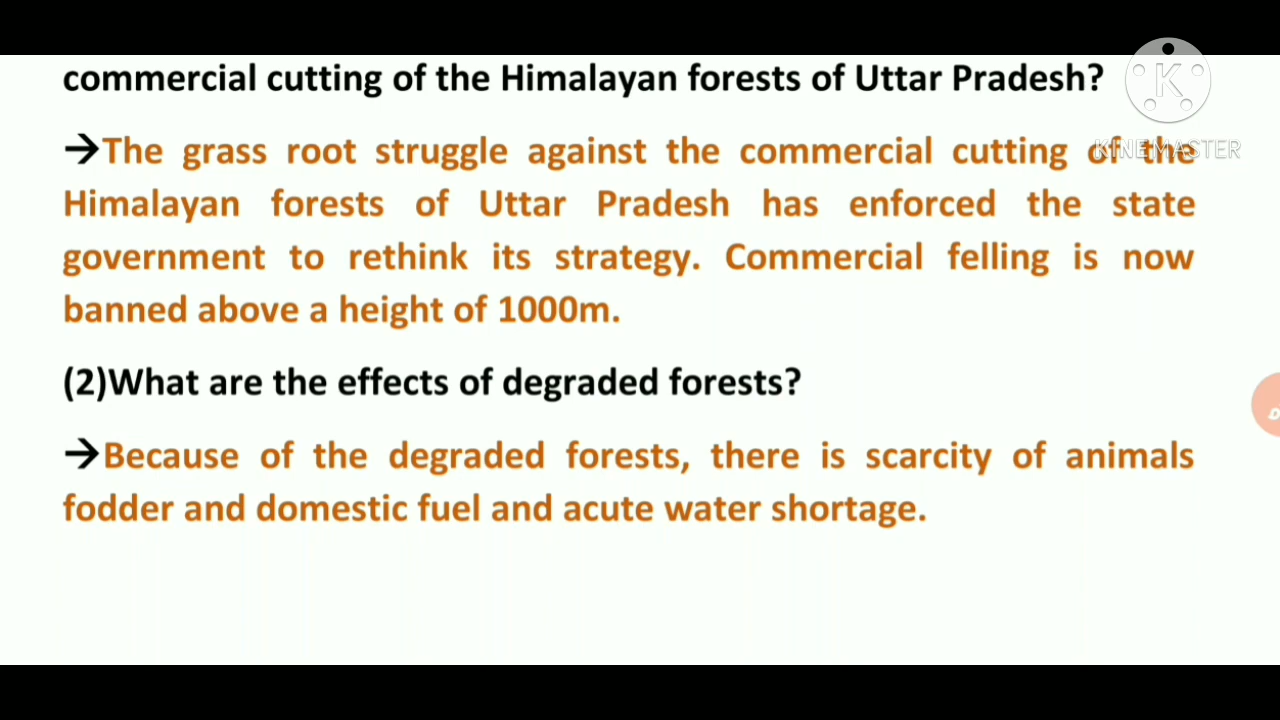 commercial cutting of the Himalayan forests of Uttar Pradesh?
→The grass root struggle against the commercial cutting of the
Himalayan forests of Uttar Pradesh has enforced the state
government to rethink its strategy. Commercial felling is now
banned above a height of 1000m.
(2)What are the effects of degraded forests?
→Because of the degraded forests, there is scarcity of animals
fodder and domestic fuel and acute water shortage.
K
KINEMASTER